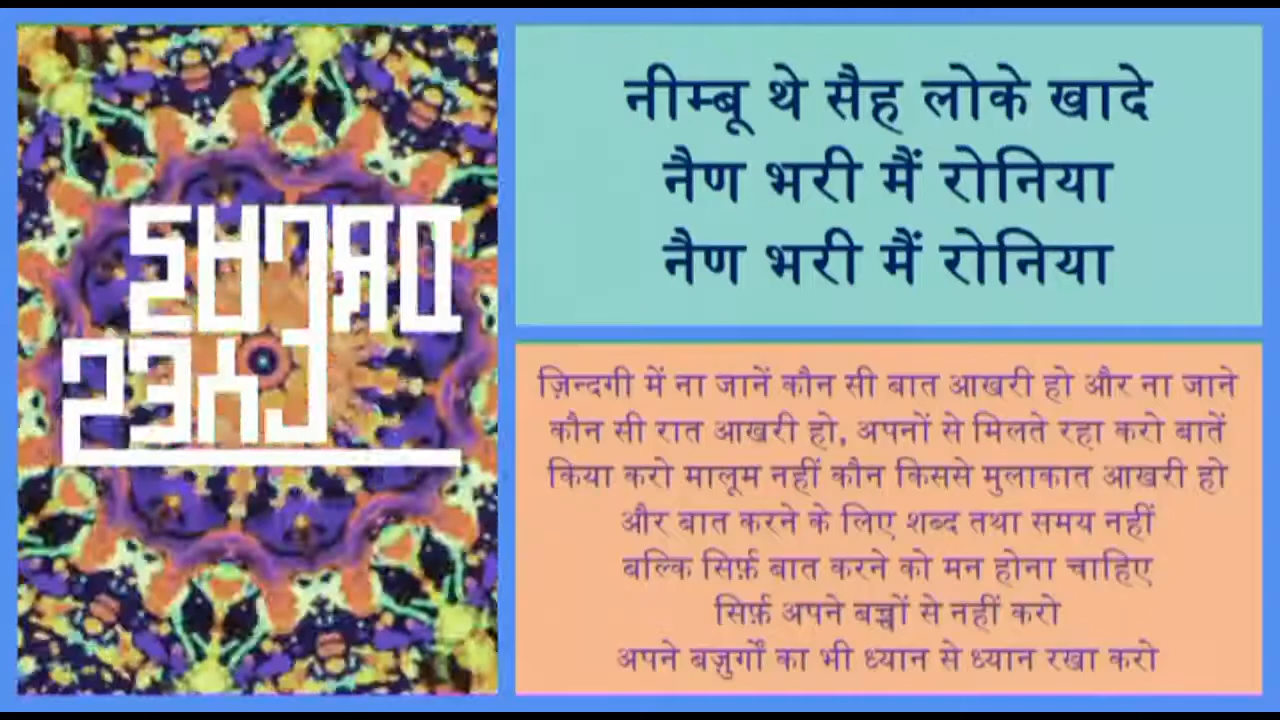 नीम्बू थे सैह लोके खादे
नैण भरी मैं रोनिया
नैण भरी मैं रोनिया
ज़िन्दगी में ना जानें कौन सी बात आखरी हो और ना जाने
कौन सी रात आखरी हो, अपनों से मिलते रहा करो बातें
किया करो मालूम नहीं कौन किससे मुलाकात आखरी हो
और बात करने के लिए शब्द तथा समय नहीं
बल्कि सिर्फ़ बात करने को मन होना चाहिए
सिर्फ़ अपने बच्चों से नहीं करो
अपने बज़ुर्गों का भी ध्यान से ध्यान रखा करो